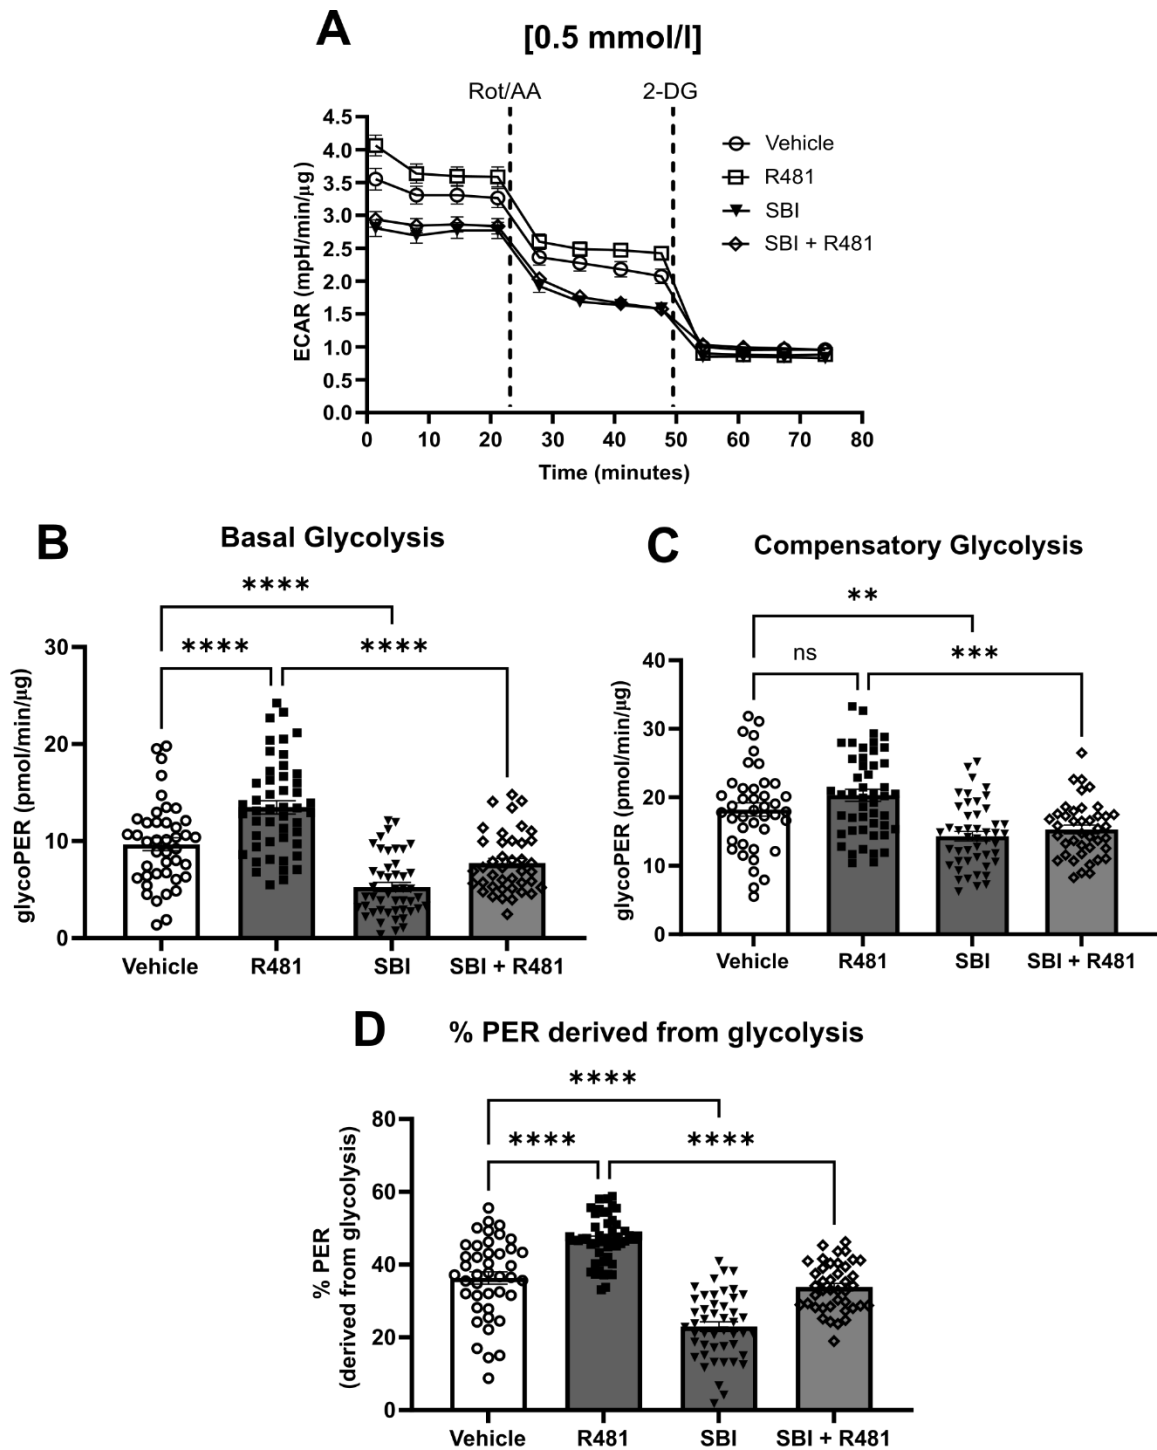 A
[0.5 mmol/l]
Rot/AA
2-DG
4.5
4.0
3.5
3.0
2.5
2.0
1.5
1.0
0.5
0.0
ECAR (mpH/min/µg)
0 10 20 30 40 50 60 70 80
Time (minutes)
Vehicle
R481
SBI
SBI + R481
B
Basal Glycolysis
****
**** ****
30
20
10
0
glycoPER (pmol/min/µg)
Vehicle R481 SBI SBI + R481
C
Compensatory Glycolysis
**
ns ***
40
30
20
10
0
glycoPER (pmol/min/µg)
Vehicle R481 SBI SBI + R481
D
% PER derived from glycolysis
****
**** ****
80
60
40
20
0
% PER
(derived from glycolysis)
Vehicle R481 SBI SBI + R481